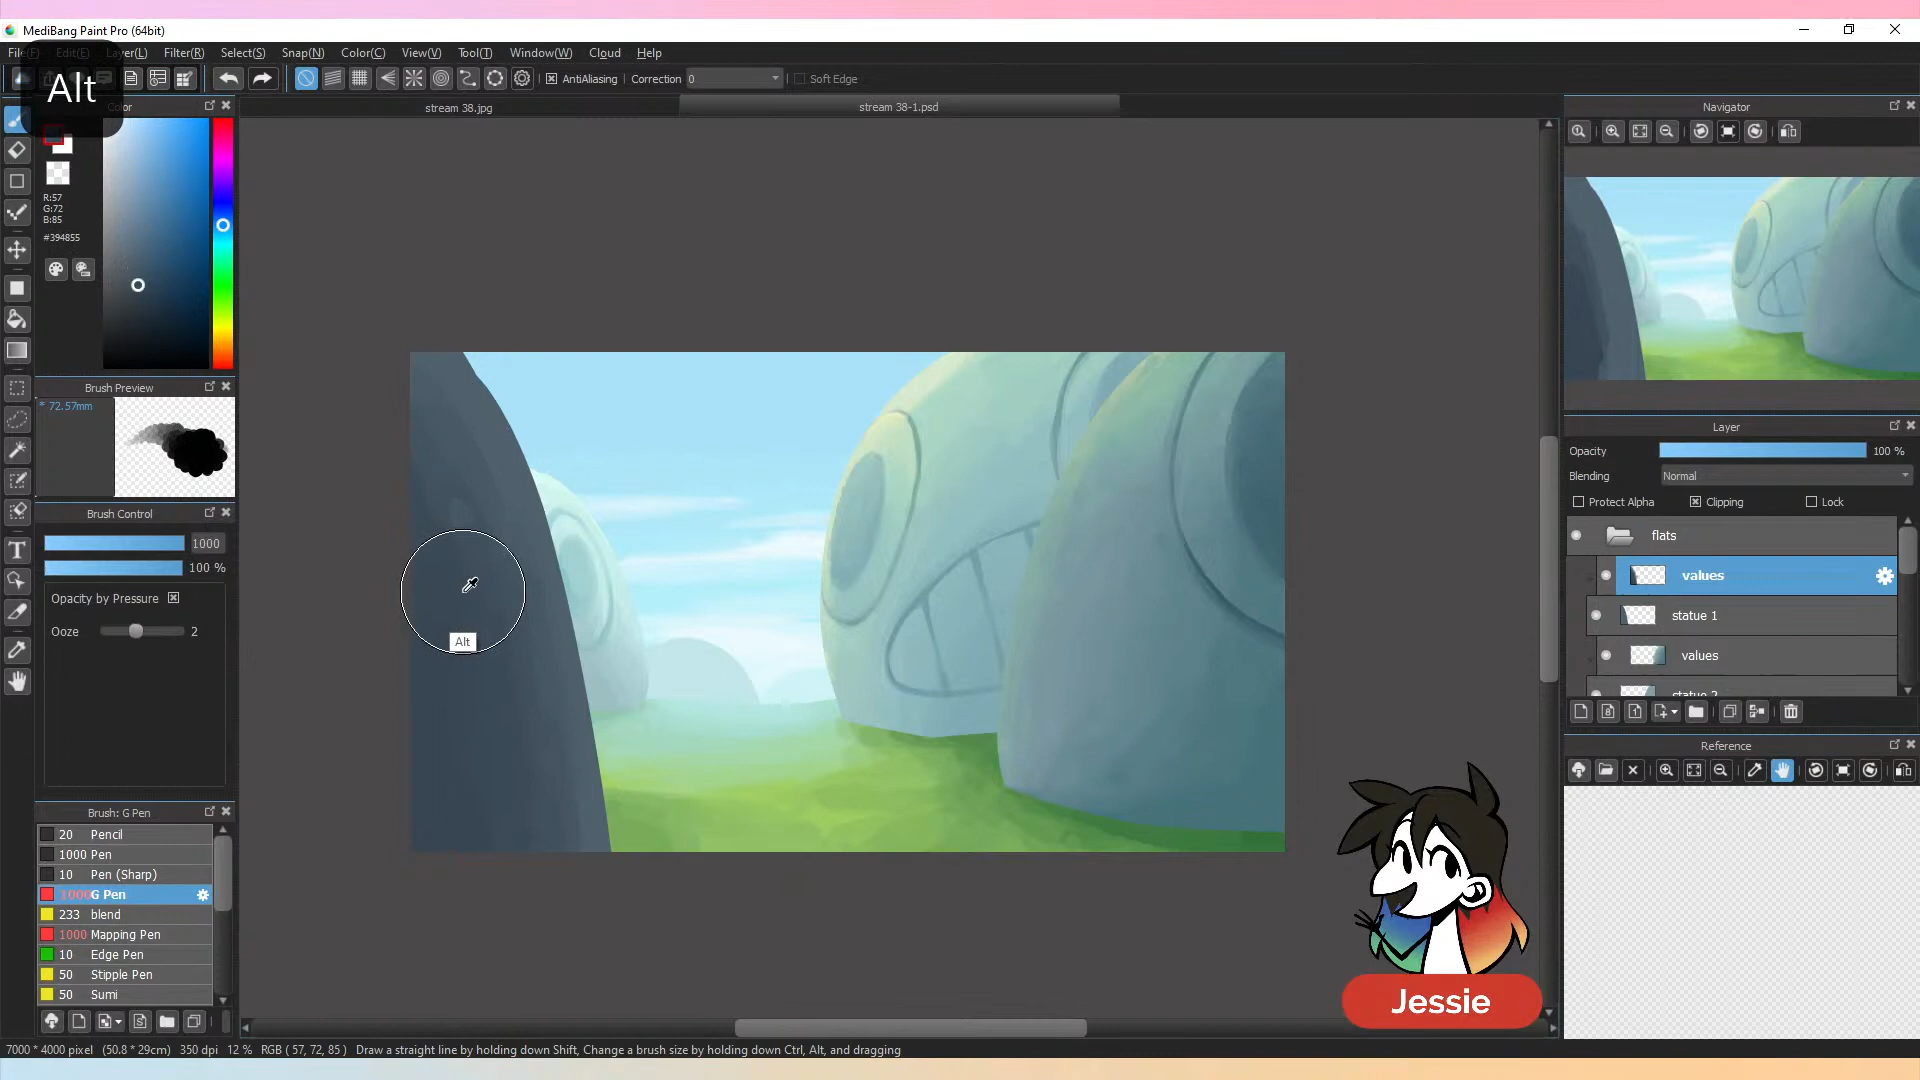 MediBang Paint Pro (64bit)
File(F) Edit(E) Layer(L) Filter(R) Select(S) Snap(N) Color(C) View(V) Tool(T) Window(W) Cloud Help
Alt
AntiAliasing Correction 0 Soft Edge
Color
stream 38.jpg
stream 38-1.psd
Navigator
R:57
G:72
B:85
#394855
Brush Preview
* 72.57mm
Brush Control
1000
100 %
Opacity by Pressure
Ooze 2
Alt
Layer
Opacity 100 %
Blending Normal
Protect Alpha Clipping Lock
flats
values
statue 1
values
statue 2
Reference
Brush: G Pen
20 Pencil
1000 Pen
10 Pen (Sharp)
1000 G Pen
233 blend
1000 Mapping Pen
10 Edge Pen
50 Stipple Pen
50 Sumi
Jessie
7000 * 4000 pixel (50.8 * 29cm) 350 dpi 12 % RGB ( 57, 72, 85 ) Draw a straight line by holding down Shift, Change a brush size by holding down Ctrl, Alt, and dragging